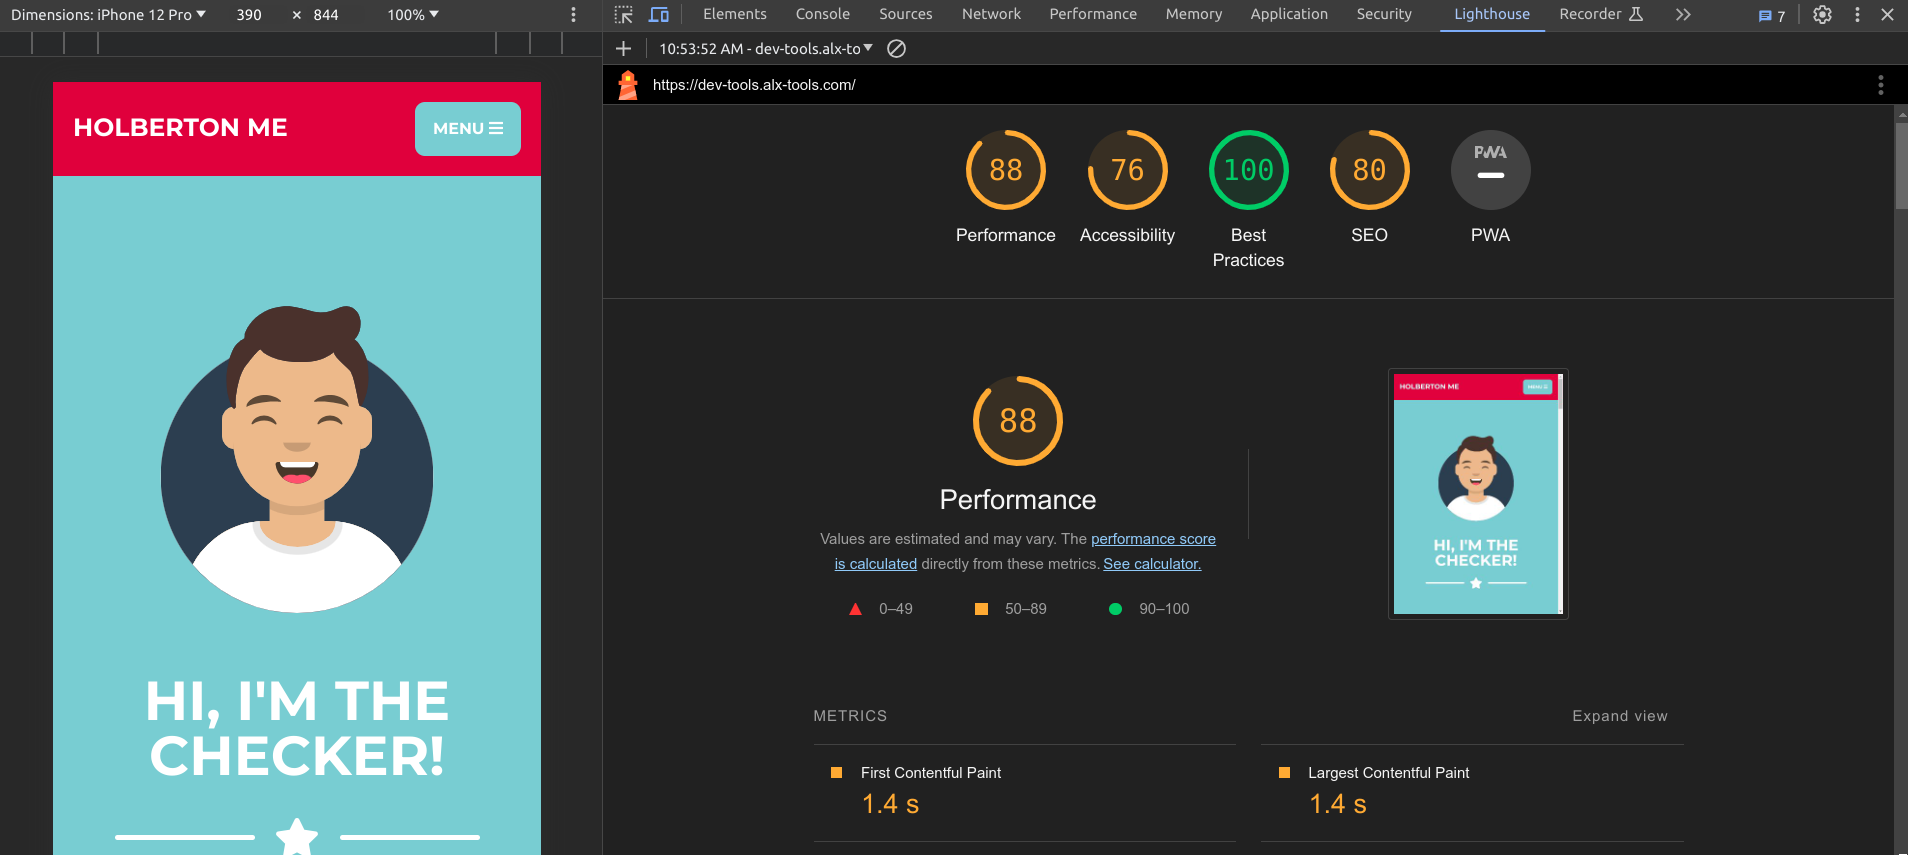 Dimensions: iPhone 12 Pro 390 × 844 100%
Elements Console Sources Network Performance Memory Application Security Lighthouse Recorder 7
10:53:52 AM - dev-tools.alx-to
https://dev-tools.alx-tools.com/
HOLBERTON ME
MENU
HI, I'M THE
CHECKER!
88
Performance
76
Accessibility
100
Best
Practices
80
SEO
PWA
PWA
88
Performance
Values are estimated and may vary. The performance score
is calculated directly from these metrics. See calculator.
0–49 50–89 90–100
HOLBERTON ME
MENU
HI, I'M THE
CHECKER!
METRICS
Expand view
First Contentful Paint
1.4 s
Largest Contentful Paint
1.4 s